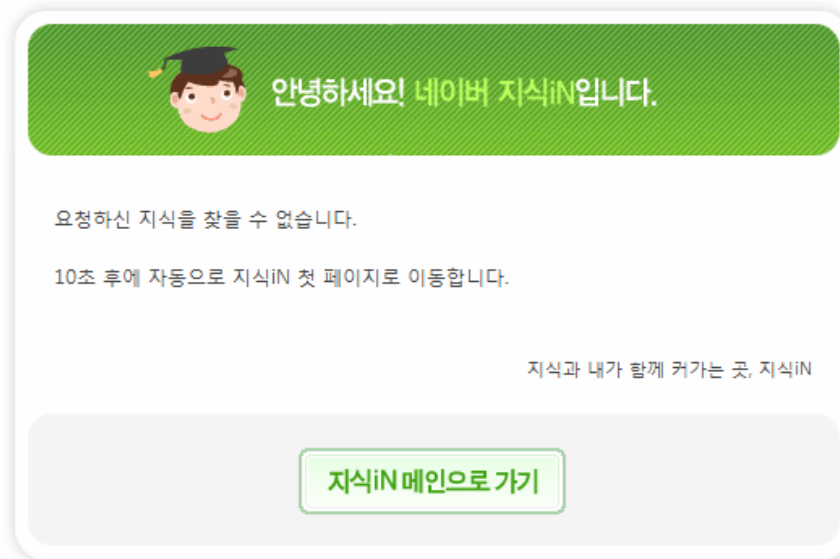 안녕하세요! 네이버 지식iN입니다.
요청하신 지식을 찾을 수 없습니다.
10초 후에 자동으로 지식iN 첫 페이지로 이동합니다.
지식과 내가 함께 커가는 곳, 지식iN
지식iN 메인으로 가기